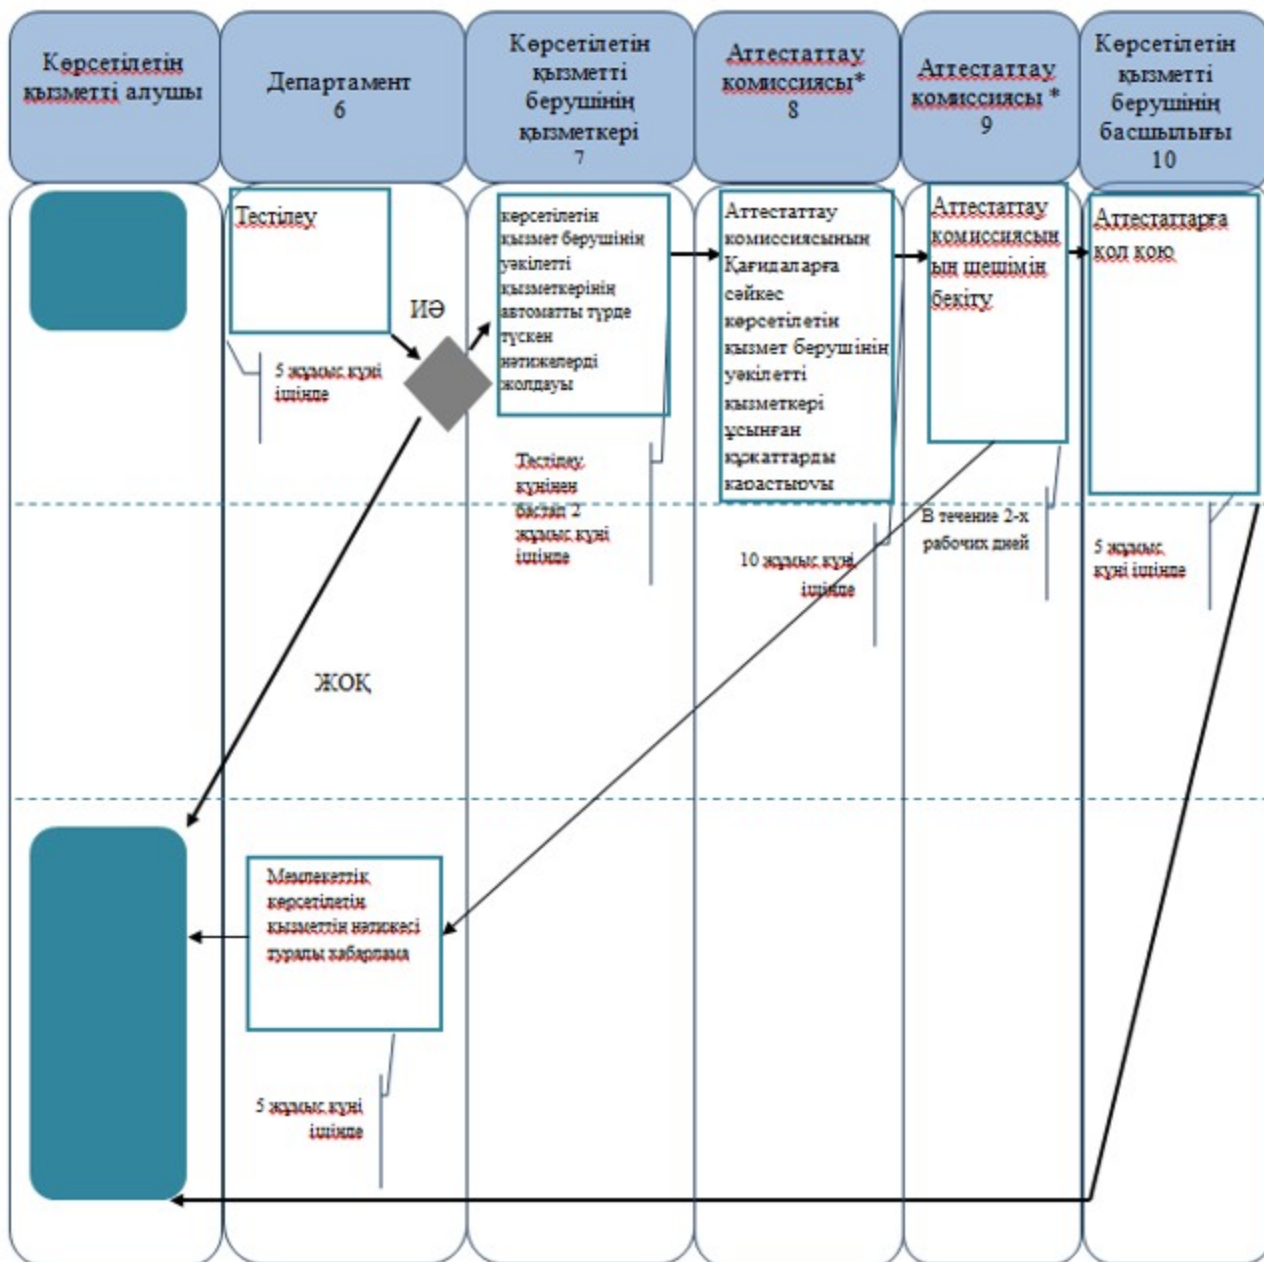 Көрсетілетін
қызметті алушы
Департамент
6
Көрсетілетін
қызметті
берушінің
қызметкері
7
Аттестаттау
комиссиясы*
8
Аттестаттау
комиссиясы *
9
Көрсетілетін
қызметті
берушінің
басшылығы
10
Тестілеу
ИӘ
5 жұмыс күні
ішінде
көрсетілетін
қызмет берушінің
уәкілетті
қызметкерінің
автоматты түрде
түскен
нәтижелерді
жолдауы
Тестілеу
күнінен
бастап 2
жұмыс күні
ішінде
Аттестаттау
комиссиясының
Қағидаларға
сәйкес
көрсетілетін
қызмет берушінің
уәкілетті
қызметкері
ұсынған
құжаттарды
қарастыруы
10 жұмыс күні
ішінде
Аттестаттау
комиссиясын
ың шешімін
бекіту
В течение 2-х
рабочих дней
Аттестаттарға
қол қою
5 жұмыс
күні ішінде
ЖОҚ
Мемлекеттік
көрсетілетін
қызметтің нәтижесі
туралы хабарлама
5 жұмыс күні
ішінде